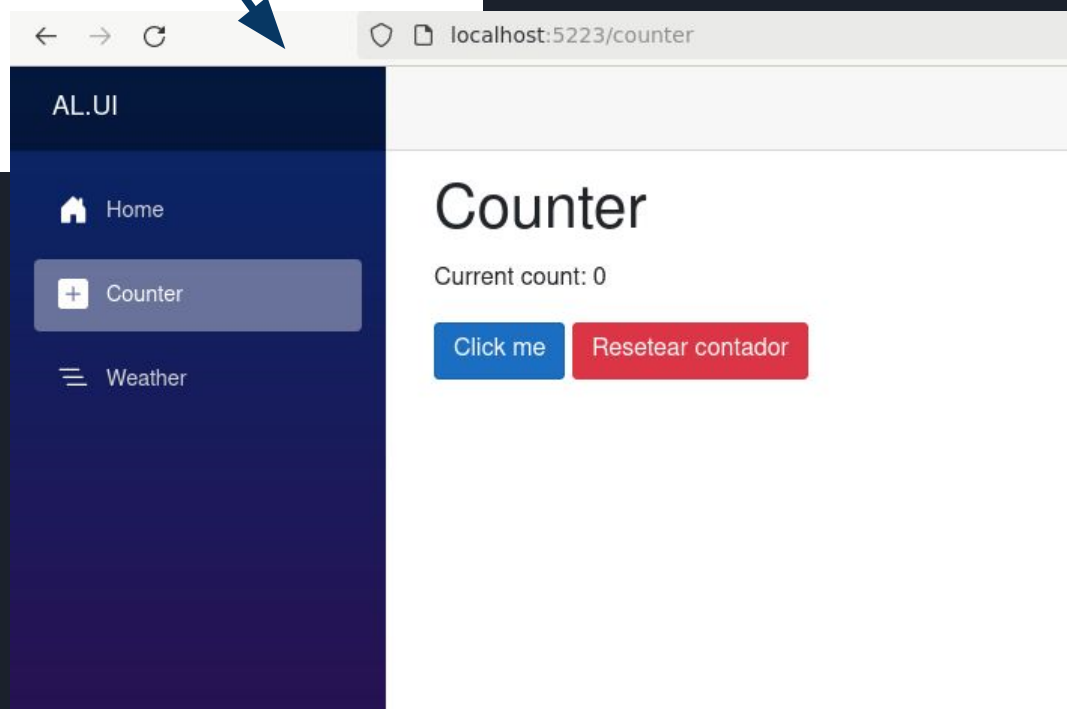 localhost:5223/counter
AL.UI
Home
Counter
Weather
Counter
Current count: 0
Click me Resetear contador